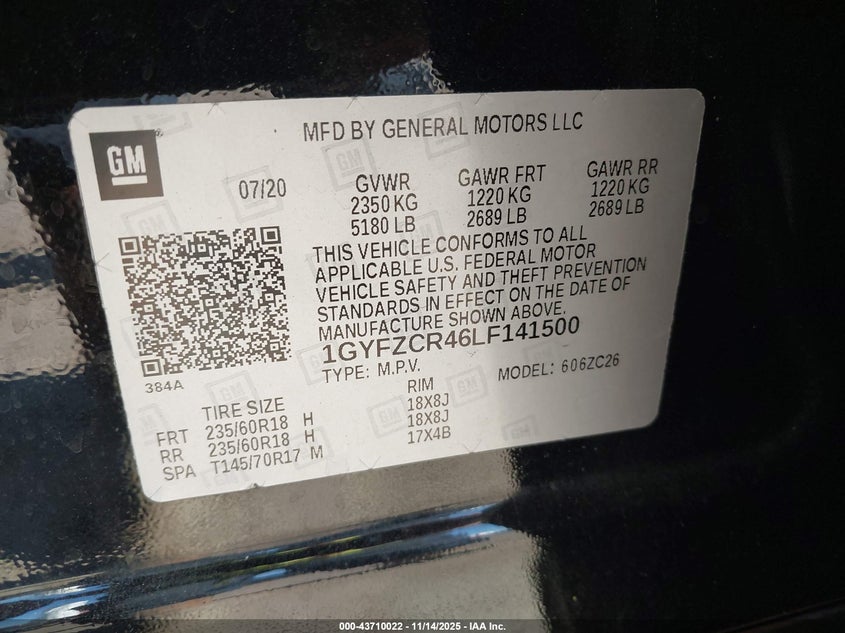 MFD BY GENERAL MOTORS LLC
GM
07/20
GVWR GAWR FRT GAWR RR
2350 KG 1220 KG 1220 KG
5180 LB 2689 LB 2689 LB
THIS VEHICLE CONFORMS TO ALL
APPLICABLE U.S. FEDERAL MOTOR
VEHICLE SAFETY AND THEFT PREVENTION
STANDARDS IN EFFECT ON THE DATE OF
MANUFACTURE SHOWN ABOVE.
1GYFZCR46LF141500
TYPE: M.P.V. MODEL: 606ZC26
384A
TIRE SIZE RIM
FRT 235/60R18 H 18X8J
RR 235/60R18 H 18X8J
SPA T145/70R17 M 17X4B
000-43710022 - 11/14/2025 - IAA Inc.